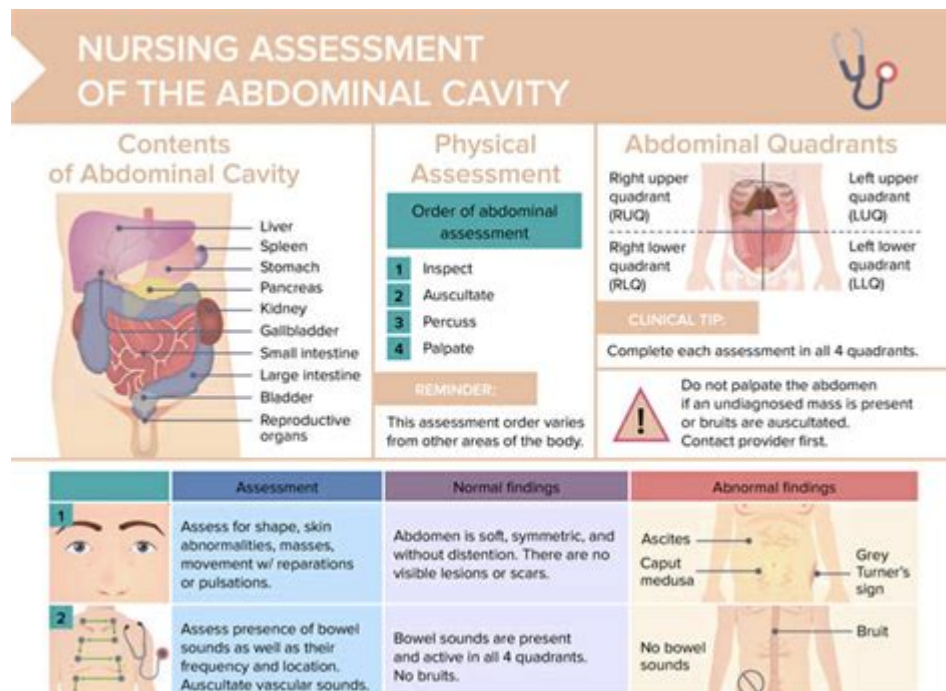 NURSING ASSESSMENT
OF THE ABDOMINAL CAVITY
Contents
of Abdominal Cavity
Liver
Spleen
Stomach
Pancreas
Kidney
Gallbladder
Small intestine
Large intestine
Bladder
Reproductive
organs
Physical
Assessment
Order of abdominal
assessment
1 Inspect
2 Auscultate
3 Percuss
4 Palpate
REMINDER:
This assessment order varies
from other areas of the body.
Abdominal Quadrants
Right upper
quadrant
(RUQ)
Left upper
quadrant
(LUQ)
Right lower
quadrant
(RLQ)
Left lower
quadrant
(LLQ)
CLINICAL TIP:
Complete each assessment in all 4 quadrants.
!
Do not palpate the abdomen
if an undiagnosed mass is present
or bruits are auscultated.
Contact provider first.
Assessment
Normal findings
Abnormal findings
1
Assess for shape, skin
abnormalities, masses,
movement w/ reparations
or pulsations.
Abdomen is soft, symmetric, and
without distention. There are no
visible lesions or scars.
Ascites
Caput
medusa
Grey
Turner's
sign
2
Assess presence of bowel
sounds as well as their
frequency and location.
Auscultate vascular sounds.
Bowel sounds are present
and active in all 4 quadrants.
No bruits.
No bowel
sounds
Bruit